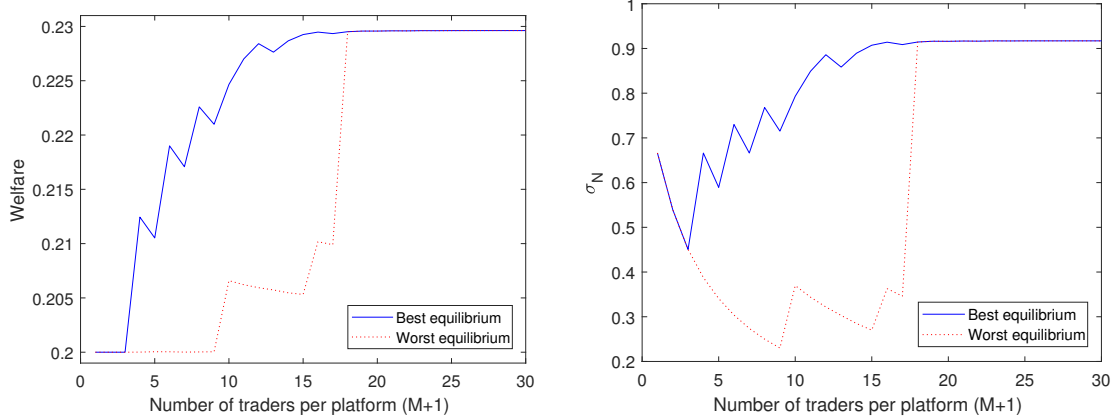 Welfare
0.23
0.225
0.22
0.215
0.21
0.205
0.2
0 5 10 15 20 25 30
Number of traders per platform (M+1)
Best equilibrium
Worst equilibrium
σN
1
0.9
0.8
0.7
0.6
0.5
0.4
0.3
0.2
0 5 10 15 20 25 30
Number of traders per platform (M+1)
Best equilibrium
Worst equilibrium